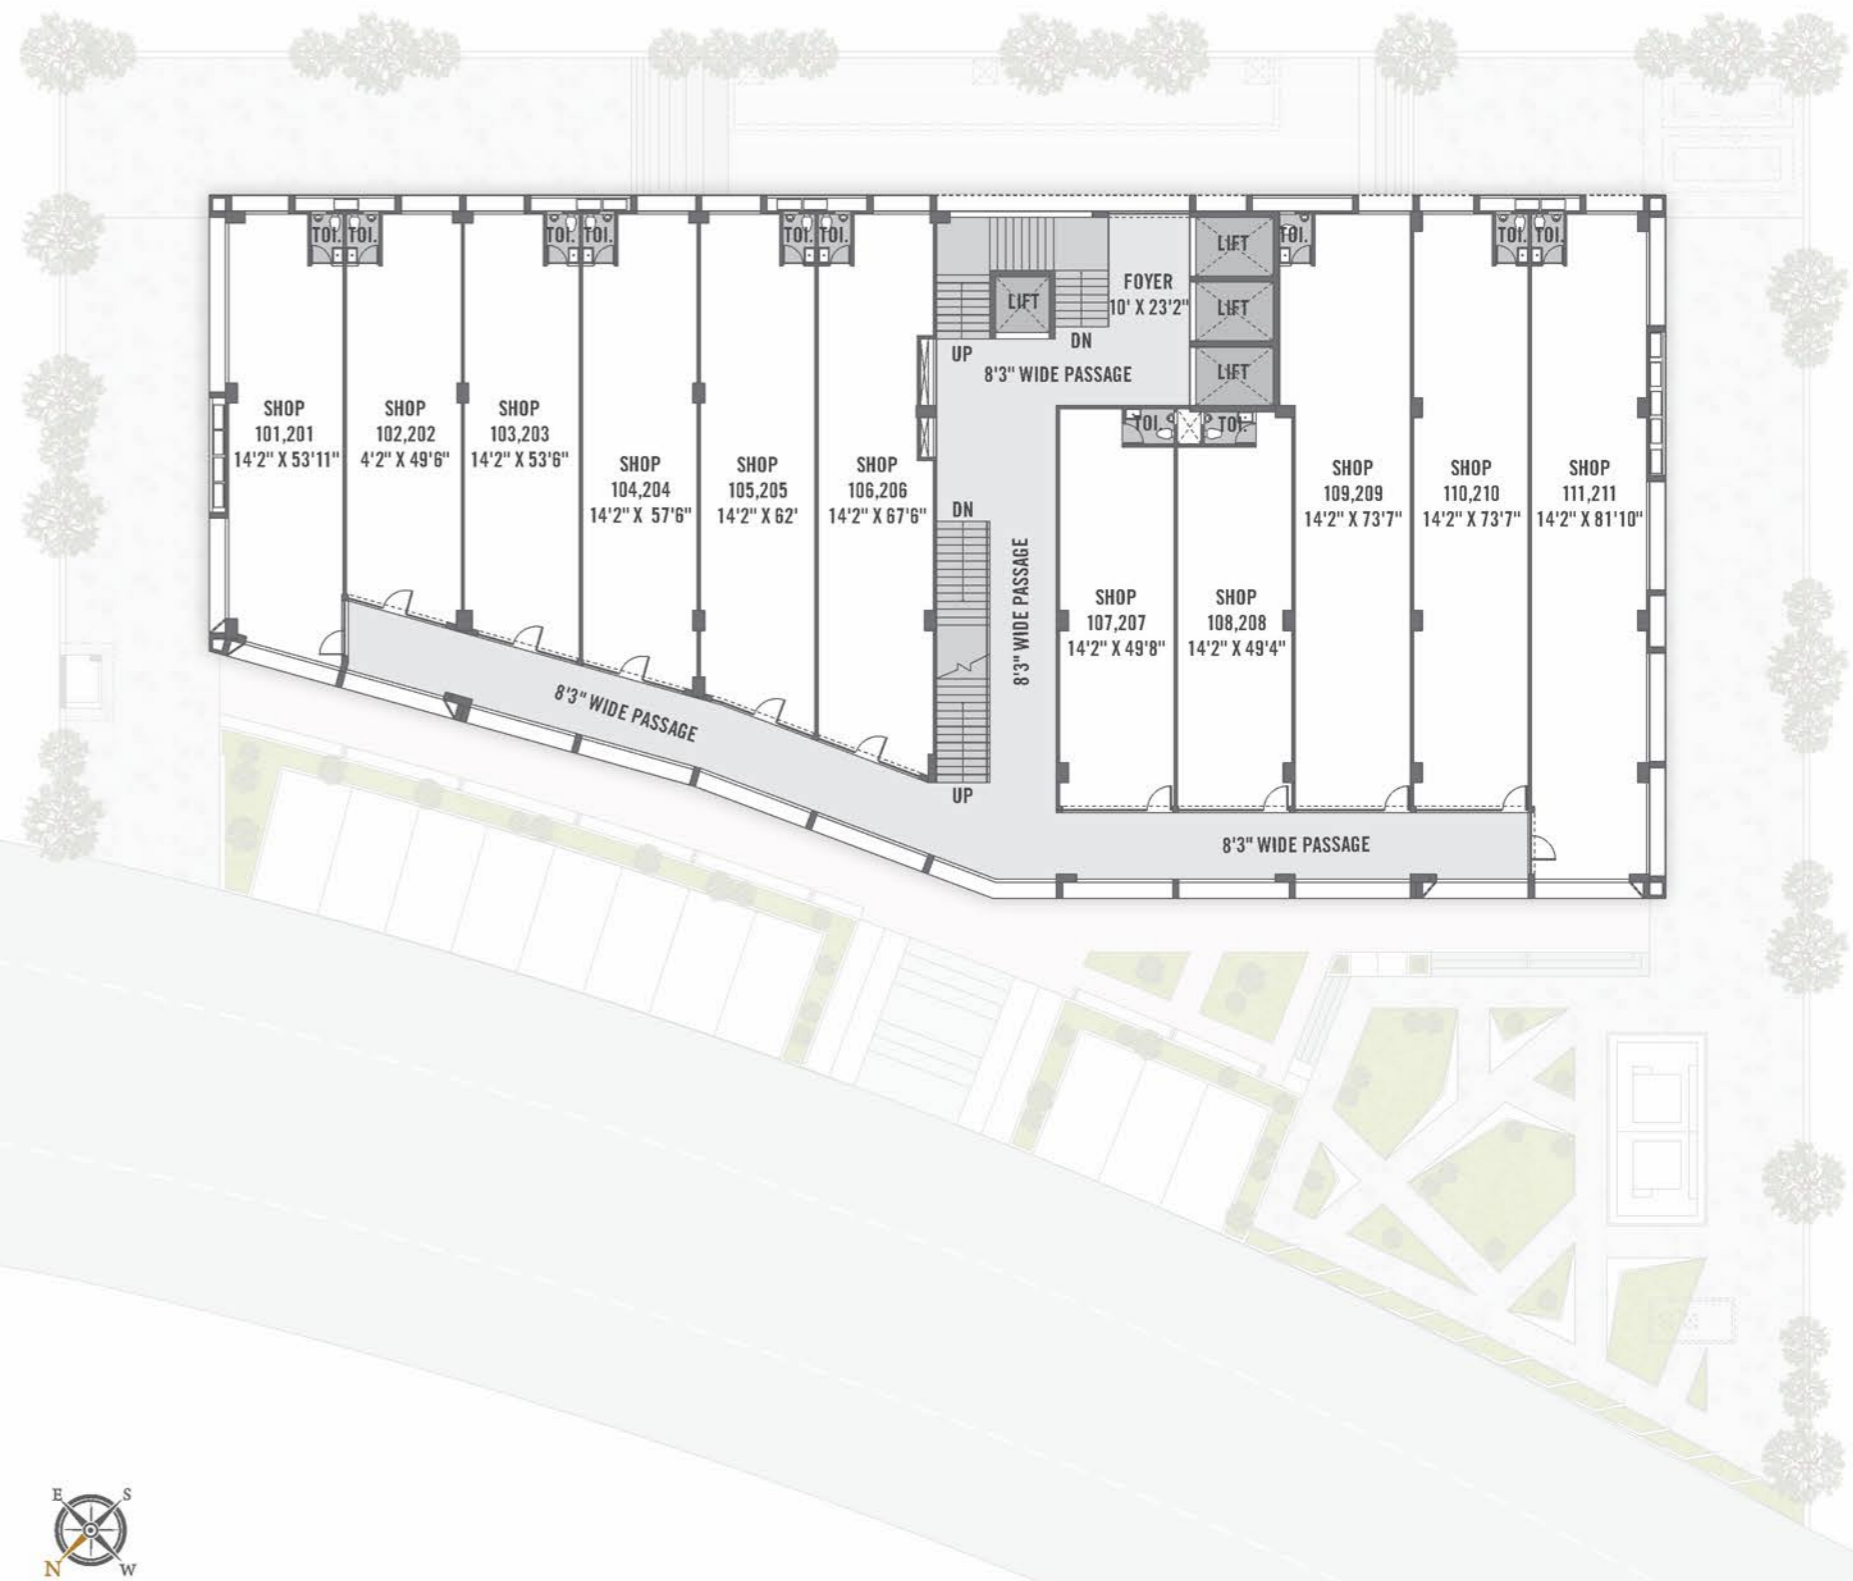 TOI. TOI.
TOI. TOI.
TOI. TOI.
LIFT
TOI.
TOI. TOI.
LIFT
FOYER
10' X 23'2"
LIFT
UP
DN
8'3" WIDE PASSAGE
LIFT
SHOP
101,201
14'2" X 53'11"
SHOP
102,202
4'2" X 49'6"
SHOP
103,203
14'2" X 53'6"
SHOP
104,204
14'2" X 57'6"
SHOP
105,205
14'2" X 62'
SHOP
106,206
14'2" X 67'6"
TOI.
TOI.
DN
8'3" WIDE PASSAGE
SHOP
107,207
14'2" X 49'8"
SHOP
108,208
14'2" X 49'4"
SHOP
109,209
14'2" X 73'7"
SHOP
110,210
14'2" X 73'7"
SHOP
111,211
14'2" X 81'10"
8'3" WIDE PASSAGE
UP
8'3" WIDE PASSAGE
E S
N W